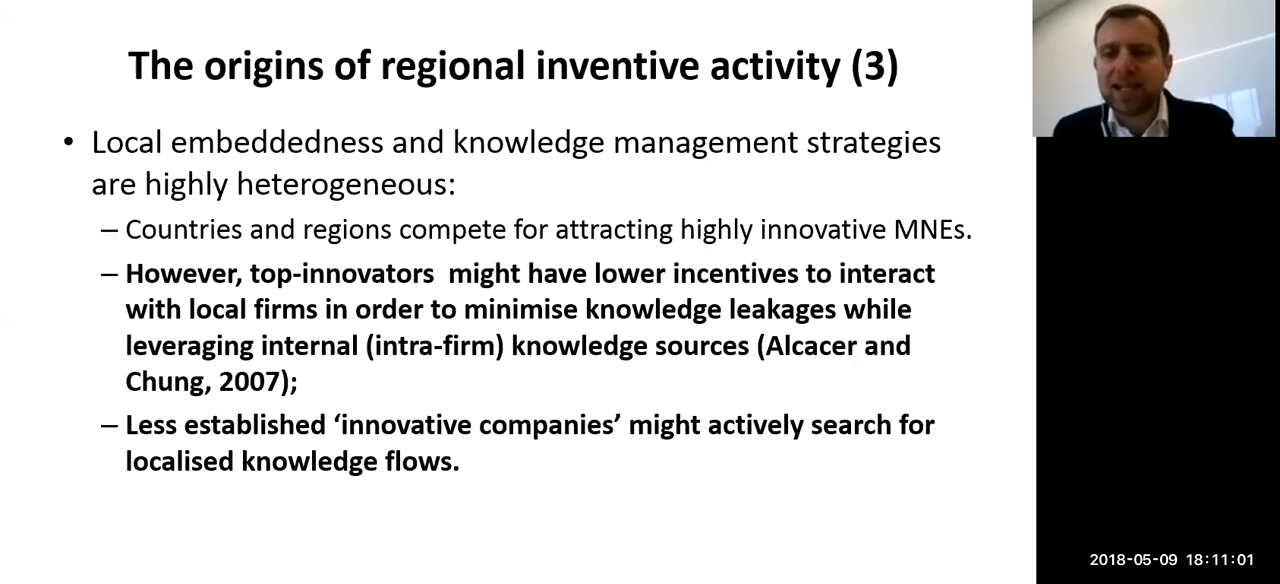 The origins of regional inventive activity (3)
• Local embeddedness and knowledge management strategies
are highly heterogeneous:
– Countries and regions compete for attracting highly innovative MNEs.
– However, top-innovators  might have lower incentives to interact
with local firms in order to minimise knowledge leakages while
leveraging internal (intra-firm) knowledge sources (Alcacer and
Chung, 2007);
– Less established ‘innovative companies’ might actively search for
localised knowledge flows.
2018-05-09 18:11:01